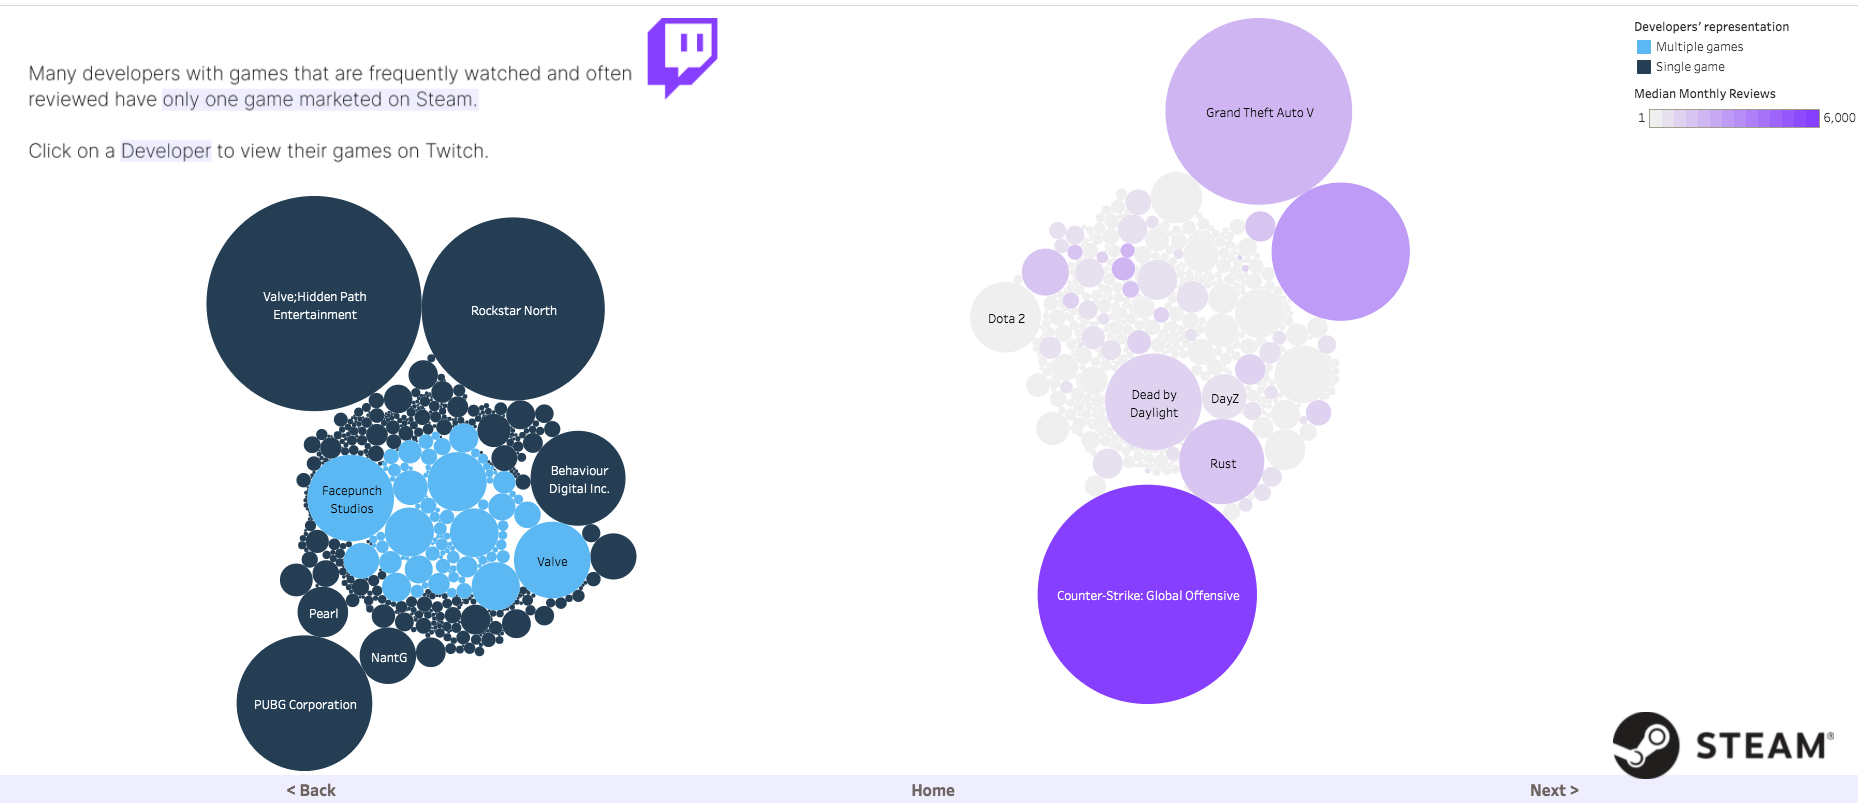 Many developers with games that are frequently watched and often
reviewed have only one game marketed on Steam.
Click on a Developer to view their games on Twitch.
Valve;Hidden Path
Entertainment
Rockstar North
Facepunch
Studios
Behaviour
Digital Inc.
Valve
Pearl
NantG
PUBG Corporation
Grand Theft Auto V
Dota 2
Dead by
Daylight
DayZ
Rust
Counter-Strike: Global Offensive
Developers’ representation
Multiple games
Single game
Median Monthly Reviews
1 6,000
STEAM®
< Back Home Next >